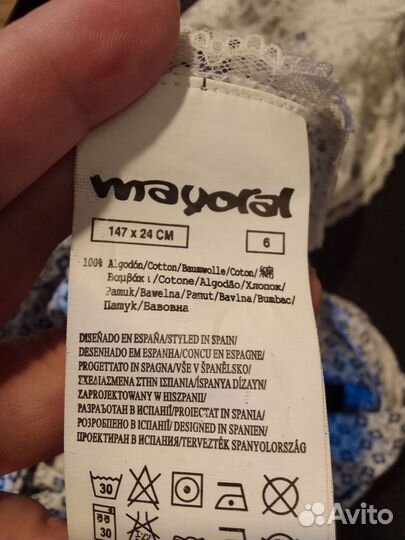 mayoral
147 x 24 CM
6
100% Algodón/Cotton/Baumwolle/Coton/棉
Βαμβάκι/Cotone/Algodão/Хлопок/
Pamuk/Bawełna/Pamut/Bavlna/Bumbac/
Памук/Бавовна
DISEÑADO EN ESPAÑA/STYLED IN SPAIN/
DESENHADO EM ESPANHA/CONCU EN ESPAGNE/
PROGETTATO IN SPAGNA/VŠE V ŠPANĚLSKO/
ΣΧΕΔΙΑΣΜΕΝΑ ΣΤΗΝ ΙΣΠΑΝΙΑ/İSPANYA DİZAYN/
ZAPROJEKTOWANY W HISZPANII/
РАЗРАБОТАН В ИСПАНИИ/PROIECTAT IN SPANIA/
РОЗРОБЛЕНО В ІСПАНІЇ/DESIGNED IN SPANIEN/
ПРОЕКТИРАН В ИСПАНИЯ/TERVEZTÉK SPANYOLORSZÁG
30
30
Avito